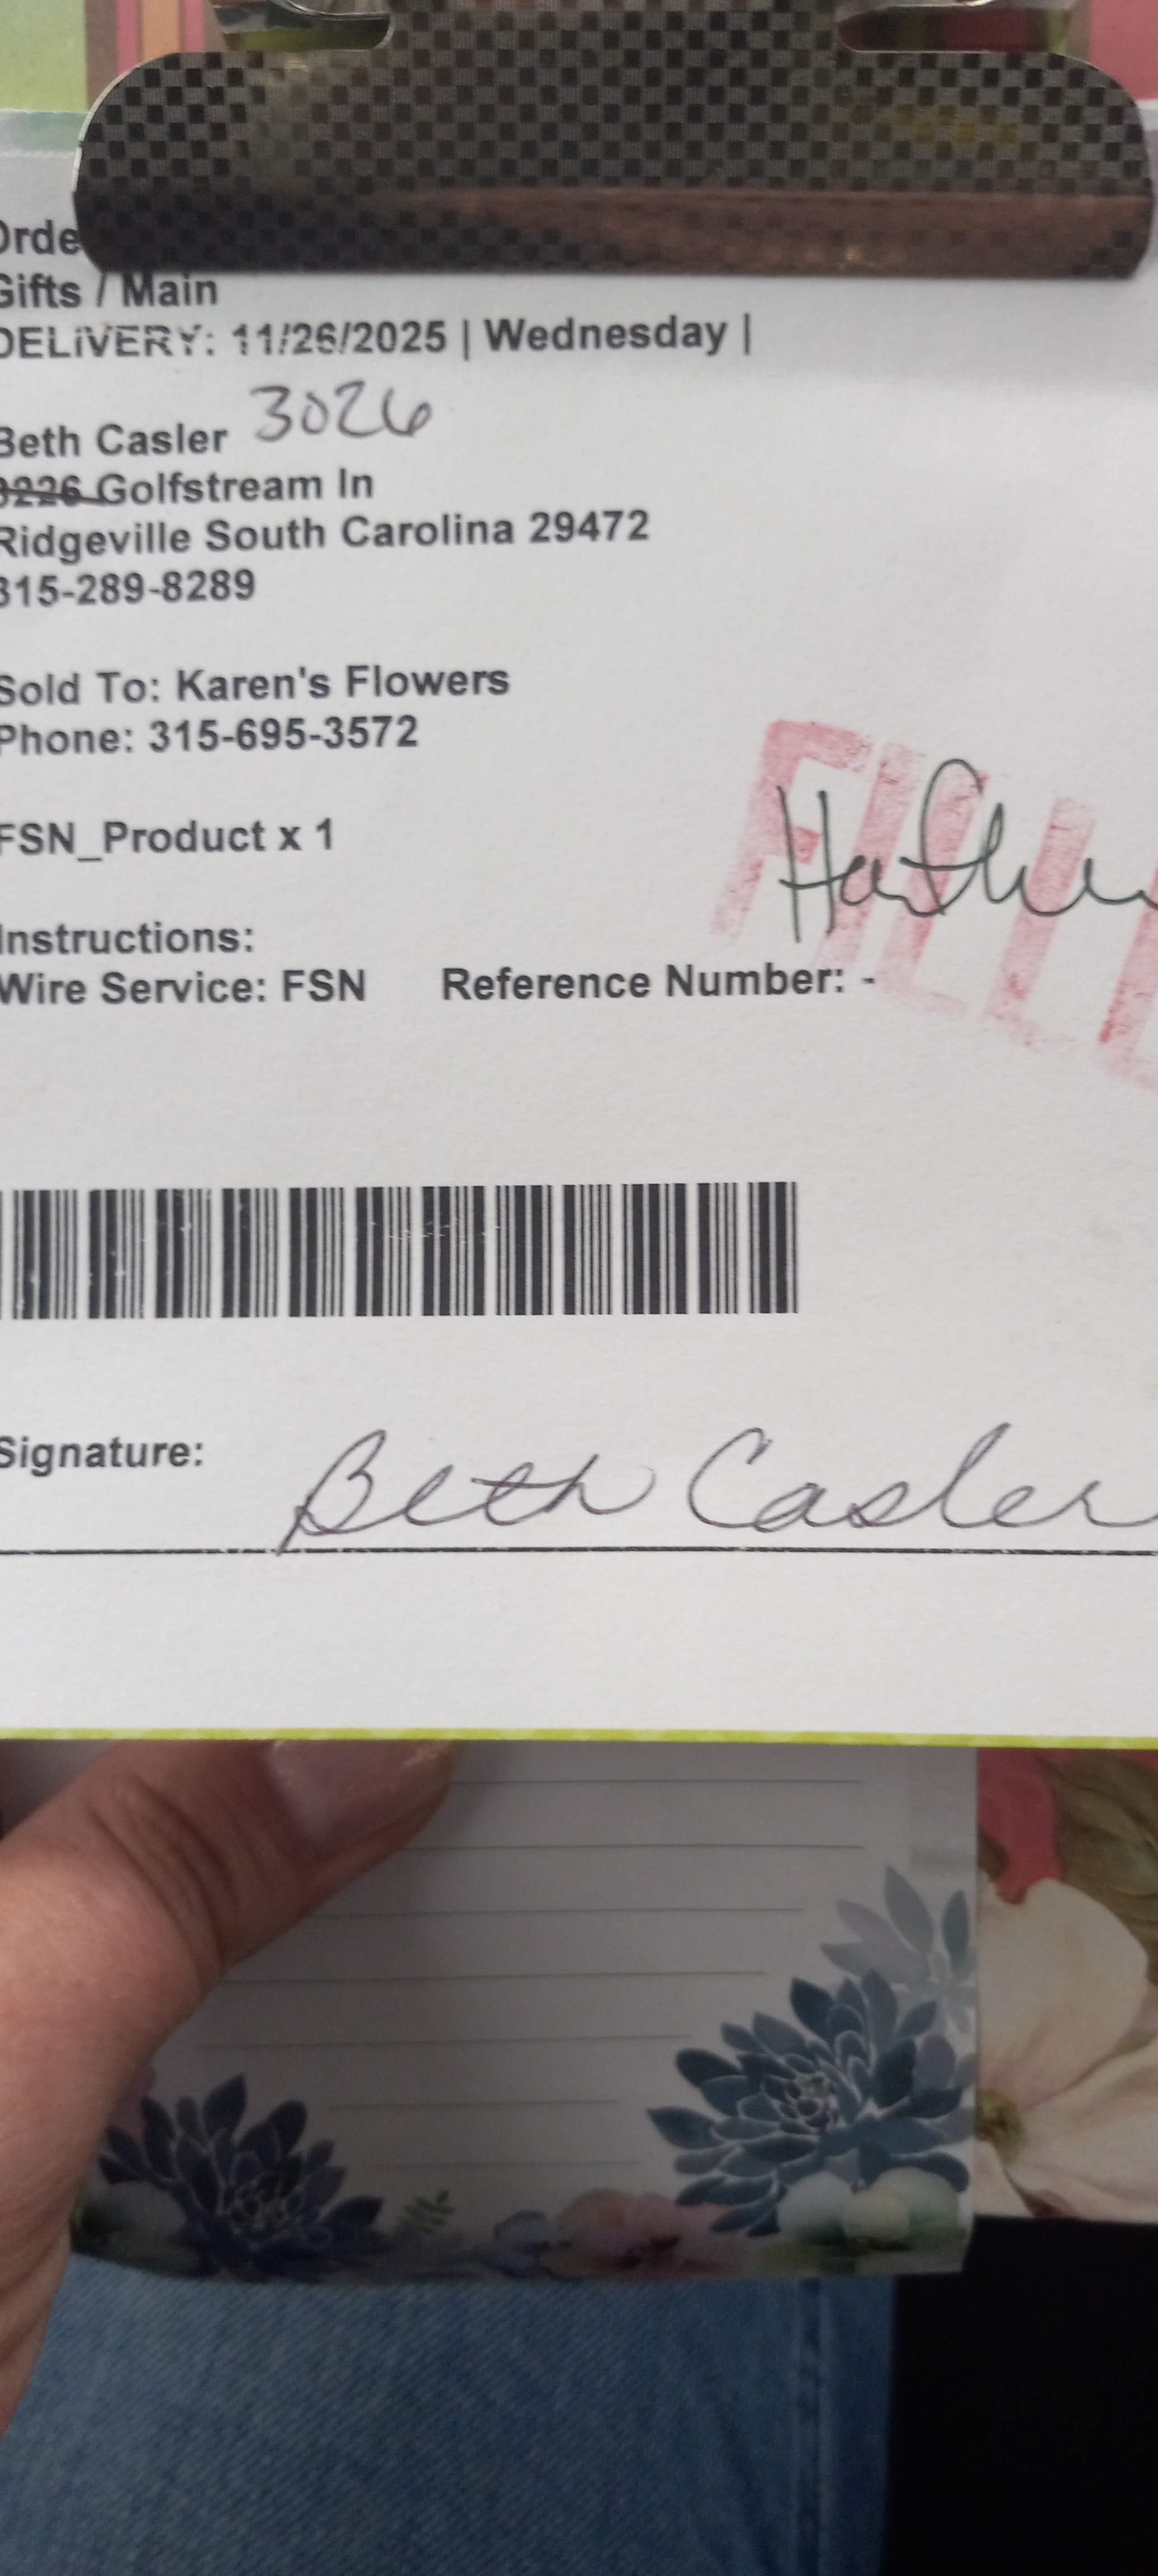 Orde
Gifts / Main
DELIVERY: 11/26/2025 | Wednesday |
3026
Beth Casler
3226 Golfstream ln
Ridgeville South Carolina 29472
315-289-8289
Sold To: Karen's Flowers
Phone: 315-695-3572
FSN_Product x 1
FILL
Instructions:
Wire Service: FSN Reference Number: -
Signature:
Beth Casler